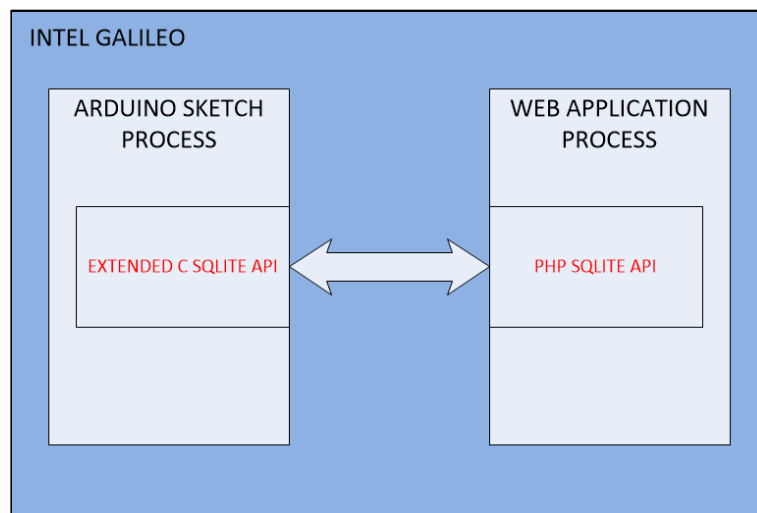 INTEL GALILEO
ARDUINO SKETCH
PROCESS
WEB APPLICATION
PROCESS
EXTENDED C SQLITE API
PHP SQLITE API